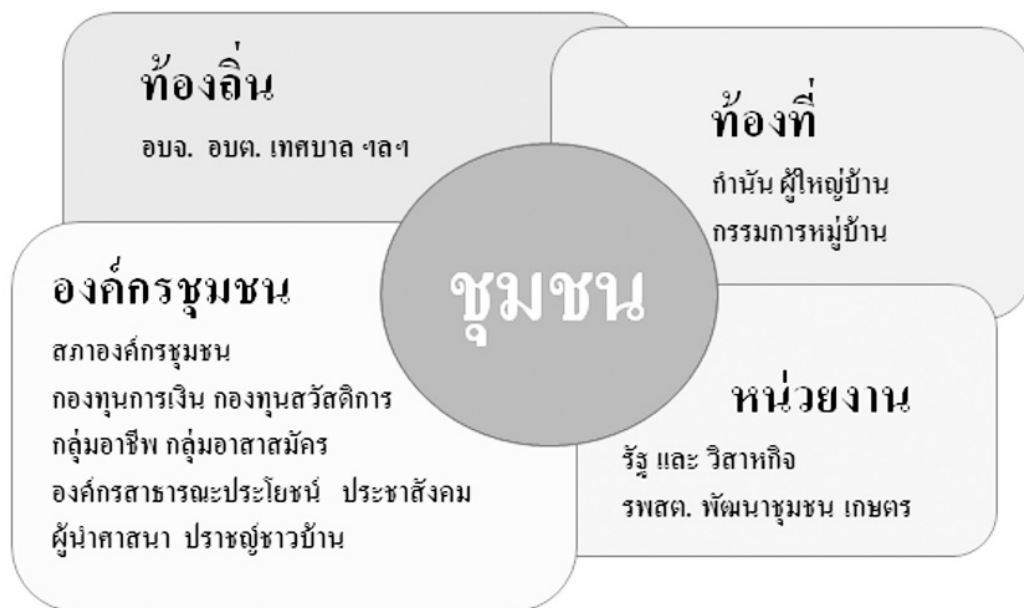 ท้องถิ่น
อบจ. อบต. เทศบาล ฯลฯ
ท้องที่
กำนัน ผู้ใหญ่บ้าน
กรรมการหมู่บ้าน
ชุมชน
องค์กรชุมชน
สภาองค์กรชุมชน
กองทุนการเงิน กองทุนสวัสดิการ
กลุ่มอาชีพ กลุ่มอาสาสมัคร
องค์กรสาธารณะประโยชน์ ประชาสังคม
ผู้นำศาสนา ปราชญ์ชาวบ้าน
หน่วยงาน
รัฐ และ วิสาหกิจ
รพสต. พัฒนาชุมชน เกษตร